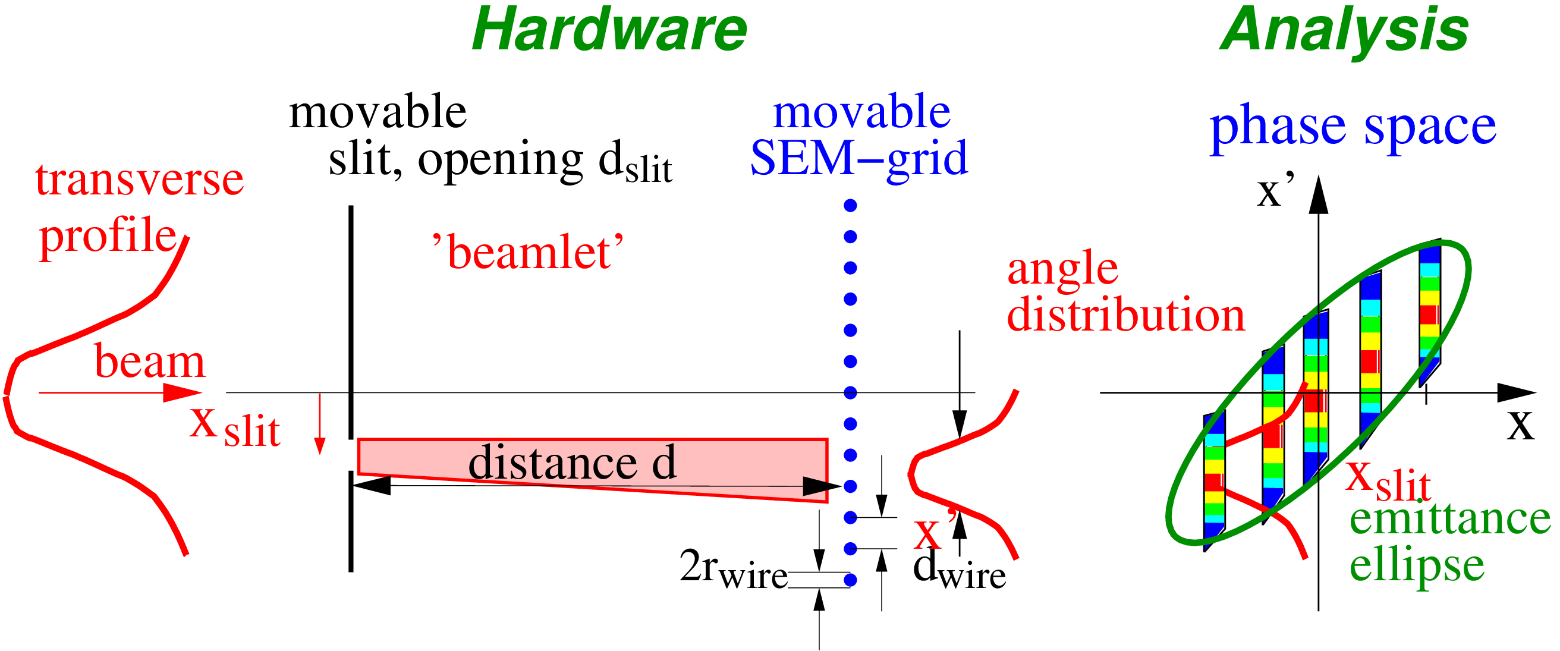 Hardware
Analysis
movable
slit, opening dslit
movable
SEM–grid
phase space
transverse
profile
'beamlet'
x'
angle
distribution
beam
xslit
distance d
x
xslit
x'
emittance
ellipse
2rwire
dwire